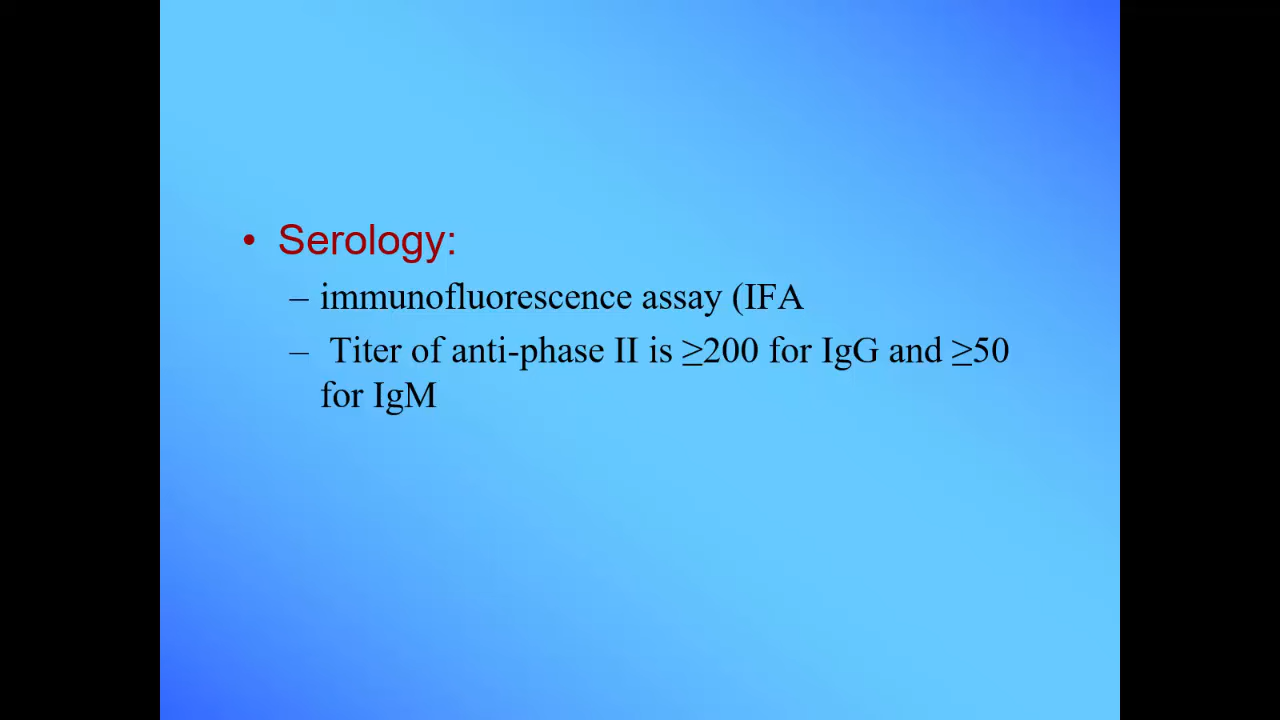 • Serology:
– immunofluorescence assay (IFA
– Titer of anti-phase II is ≥200 for IgG and ≥50
for IgM